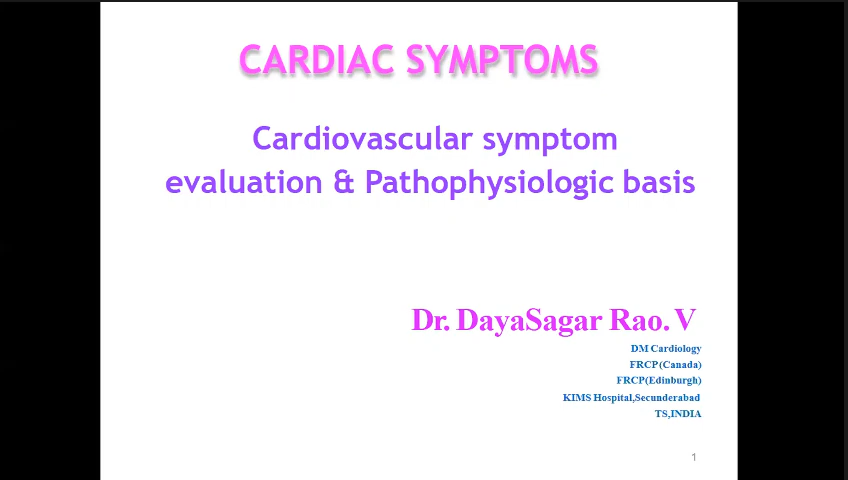 CARDIAC SYMPTOMS
Cardiovascular symptom
evaluation & Pathophysiologic basis
Dr. DayaSagar Rao. V
DM Cardiology
FRCP (Canada)
FRCP(Edinburgh)
KIMS Hospital,Secunderabad
TS,INDIA
1